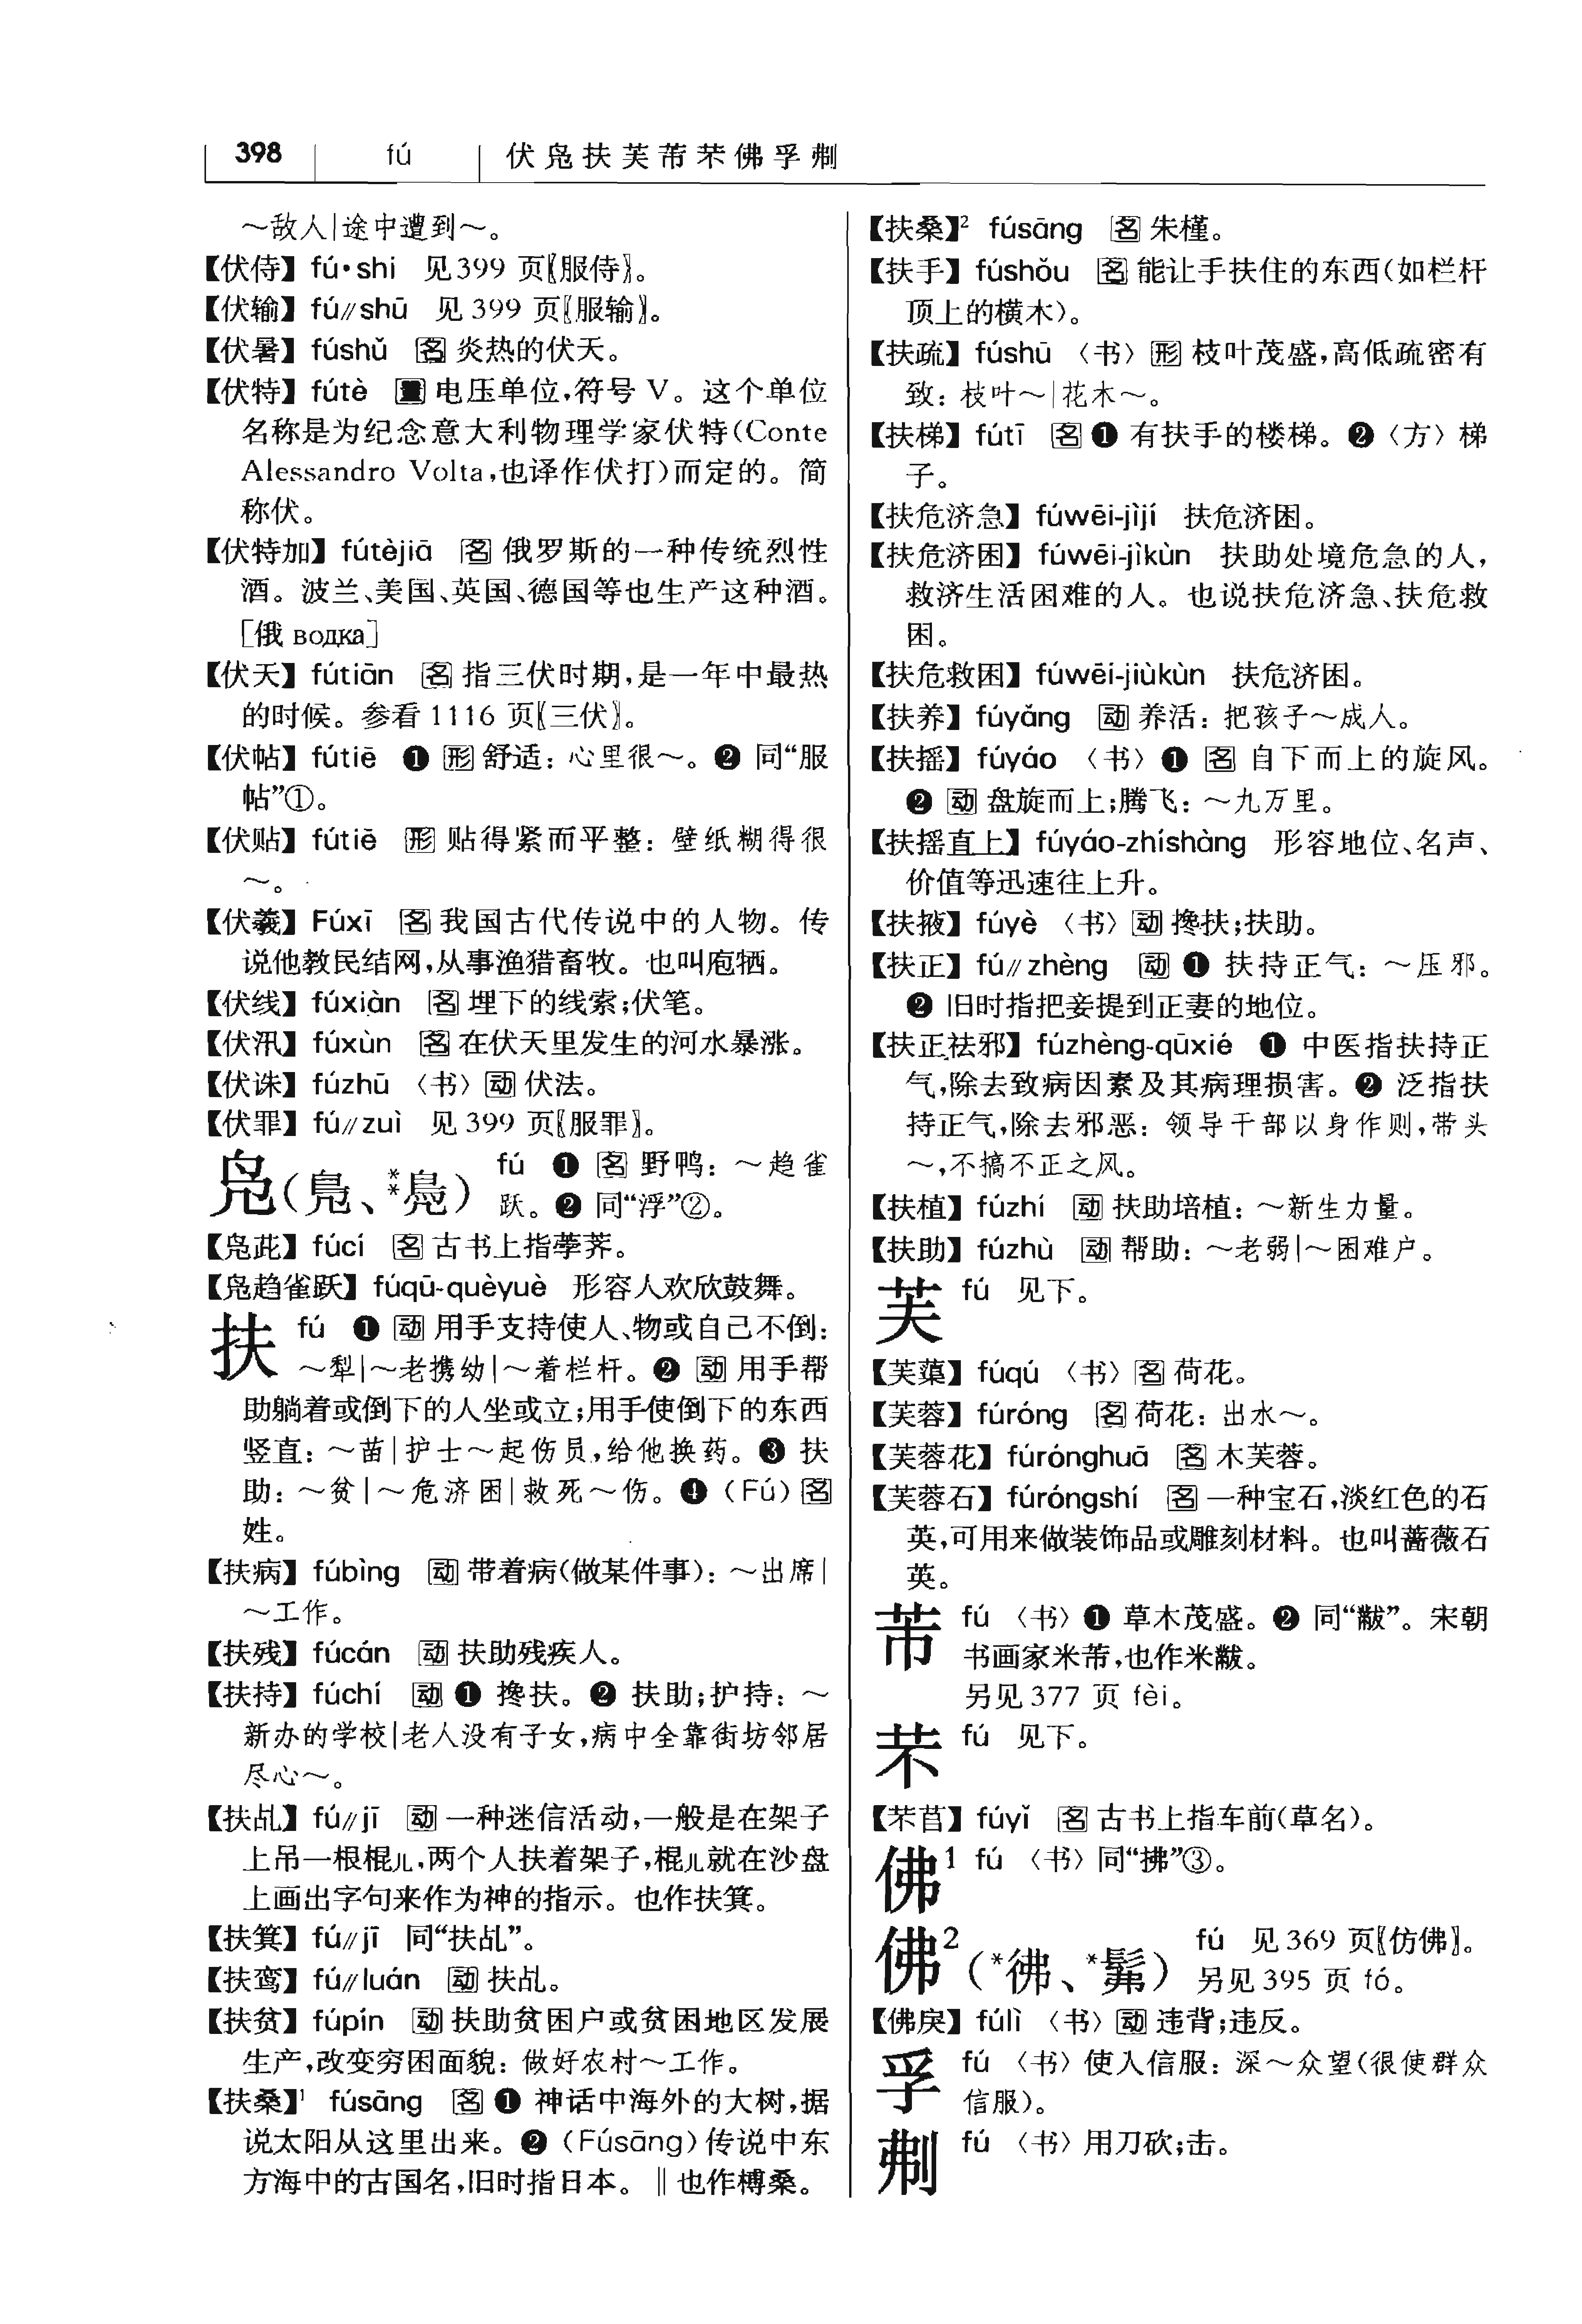 398 fú 伏凫扶芙芾芣佛孚刜
～敌人|途中遭到～。
【伏侍】 fú·shi 见399 页〖服侍〗。
【伏输】 fú//shū 见 399 页〖服输〗。
【伏暑】 fúshǔ 名 炎热的伏天。
【伏特】 fútè 量 电压单位,符号 V。这个单位
名称是为纪念意大利物理学家伏特(Conte
Alessandro Volta,也译作伏打)而定的。简
称伏。
【伏特加】 fútèjiā 名 俄罗斯的一种传统烈性
酒。波兰、美国、英国、德国等也生产这种酒。
[俄 водка]
【伏天】 fútiān 名 指三伏时期,是一年中最热
的时候。参看 1116 页〖三伏〗。
【伏帖】 fútiē ❶ 形 舒适：心里很～。❷ 同“服
帖”①。
【伏贴】 fútiē 形 贴得紧而平整：壁纸糊得很
～。
【伏羲】 Fúxī 名 我国古代传说中的人物。传
说他教民结网,从事渔猎畜牧。也叫庖牺。
【伏线】 fúxiàn 名 埋下的线索;伏笔。
【伏汛】 fúxùn 名 在伏天里发生的河水暴涨。
【伏诛】 fúzhū 〈书〉 动 伏法。
【伏罪】 fú//zuì 见 399 页〖服罪〗。
凫(鳧、**鳬) fú ❶ 名 野鸭：～趋雀
跃。❷ 同“浮”②。
【凫茈】 fúcí 名 古书上指荸荠。
【凫趋雀跃】 fúqū-quèyuè 形容人欢欣鼓舞。
扶 fú ❶ 动 用手支持使人、物或自己不倒：
～犁|～老携幼|～着栏杆。❷ 动 用手帮
助躺着或倒下的人坐或立;用手使倒下的东西
竖直：～苗|护士～起伤员,给他换药。❸ 扶
助：～贫|～危济困|救死～伤。❹ (Fú) 名
姓。
【扶病】 fúbìng 动 带着病(做某件事)：～出席|
～工作。
【扶残】 fúcán 动 扶助残疾人。
【扶持】 fúchí 动 ❶ 搀扶。❷ 扶助;护持：～
新办的学校|老人没有子女,病中全靠街坊邻居
尽心～。
【扶乩】 fú//jī 动 一种迷信活动,一般是在架子
上吊一根棍儿,两个人扶着架子,棍儿就在沙盘
上画出字句来作为神的指示。也作扶箕。
【扶箕】 fú//jī 同“扶乩”。
【扶鸾】 fú//luán 动 扶乩。
【扶贫】 fúpín 动 扶助贫困户或贫困地区发展
生产,改变穷困面貌：做好农村～工作。
【扶桑】¹ fúsāng 名 ❶ 神话中海外的大树,据
说太阳从这里出来。❷ (Fúsāng)传说中东
方海中的古国名,旧时指日本。‖也作榑桑。
【扶桑】² fúsāng 名 朱槿。
【扶手】 fúshǒu 名 能让手扶住的东西(如栏杆
顶上的横木)。
【扶疏】 fúshū 〈书〉 形 枝叶茂盛,高低疏密有
致：枝叶～|花木～。
【扶梯】 fútī 名 ❶ 有扶手的楼梯。❷〈方〉梯
子。
【扶危济急】 fúwēi-jìjí 扶危济困。
【扶危济困】 fúwēi-jìkùn 扶助处境危急的人,
救济生活困难的人。也说扶危济急、扶危救
困。
【扶危救困】 fúwēi-jiùkùn 扶危济困。
【扶养】 fúyǎng 动 养活：把孩子～成人。
【扶摇】 fúyáo 〈书〉 ❶ 名 自下而上的旋风。
❷ 动 盘旋而上;腾飞：～九万里。
【扶摇直上】 fúyáo-zhíshàng 形容地位、名声、
价值等迅速往上升。
【扶掖】 fúyè 〈书〉 动 搀扶;扶助。
【扶正】 fú//zhèng 动 ❶ 扶持正气：～压邪。
❷ 旧时指把妾提到正妻的地位。
【扶正祛邪】 fúzhèng-qūxié ❶ 中医指扶持正
气,除去致病因素及其病理损害。❷ 泛指扶
持正气,除去邪恶：领导干部以身作则,带头
～,不搞不正之风。
【扶植】 fúzhí 动 扶助培植：～新生力量。
【扶助】 fúzhù 动 帮助：～老弱|～困难户。
芙 fú 见下。
【芙蕖】 fúqú 〈书〉 名 荷花。
【芙蓉】 fúróng 名 荷花：出水～。
【芙蓉花】 fúrónghuā 名 木芙蓉。
【芙蓉石】 fúróngshí 名 一种宝石,淡红色的石
英,可用来做装饰品或雕刻材料。也叫蔷薇石
英。
芾 fú 〈书〉 ❶ 草木茂盛。❷ 同“黻”。宋朝
书画家米芾,也作米黻。
另见 377 页 fèi。
芣 fú 见下。
【芣苢】 fúyǐ 名 古书上指车前(草名)。
佛¹ fú 〈书〉 同“拂”③。
佛²(*彿、*髴) fú 见 369 页〖仿佛〗。
另见 395 页 fó。
【佛戾】 fúlì 〈书〉 动 违背;违反。
孚 fú 〈书〉 使人信服：深～众望(很使群众
信服)。
刜 fú 〈书〉 用刀砍;击。